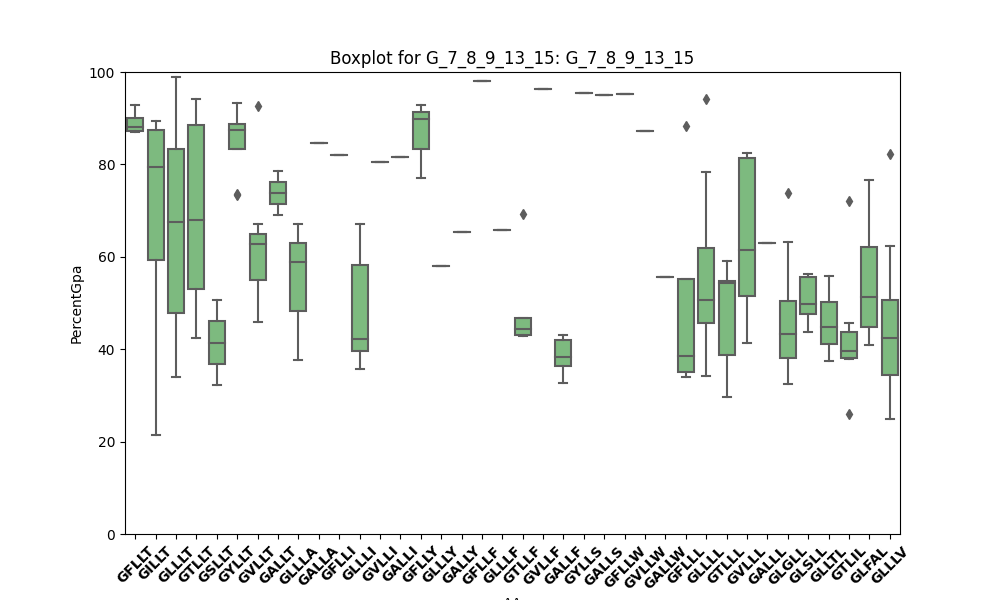 Boxplot for G_7_8_9_13_15: G_7_8_9_13_15
PercentGpa
100
80
60
40
20
0
GFLLT
GILLT
GLLLT
GTLLT
GSLLT
GYLLT
GVLLT
GALLT
GLLLA
GALLA
GFLLI
GLLLI
GVLLI
GALLI
GFLLY
GLLLY
GALLY
GFLLF
GLLLF
GTLLF
GVLLF
GALLF
GYLLS
GALLS
GFLLW
GVLLW
GALLW
GFLLL
GLLLL
GTLLL
GVLLL
GALLL
GLGLL
GLSLL
GLLTL
GTLIL
GLFAL
GLLLV